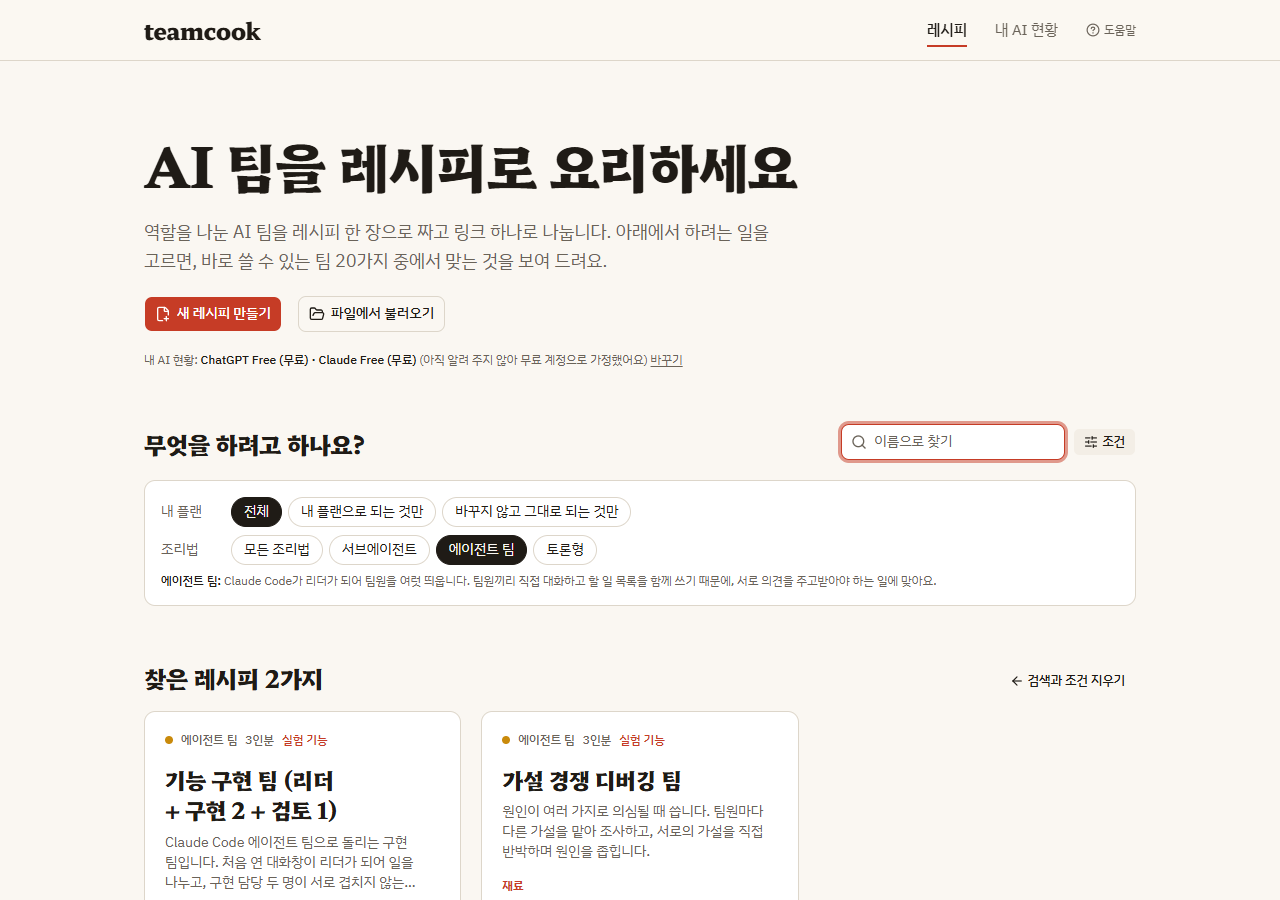 teamcook
레시피
내 AI 현황
도움말
AI 팀을 레시피로 요리하세요
역할을 나눈 AI 팀을 레시피 한 장으로 짜고 링크 하나로 나눕니다. 아래에서 하려는 일을
고르면, 바로 쓸 수 있는 팀 20가지 중에서 맞는 것을 보여 드려요.
새 레시피 만들기
파일에서 불러오기
내 AI 현황: ChatGPT Free (무료) · Claude Free (무료) (아직 알려 주지 않아 무료 계정으로 가정했어요) 바꾸기
무엇을 하려고 하나요?
이름으로 찾기
조건
내 플랜
전체
내 플랜으로 되는 것만
바꾸지 않고 그대로 되는 것만
조리법
모든 조리법
서브에이전트
에이전트 팀
토론형
에이전트 팀: Claude Code가 리더가 되어 팀원을 여럿 띄웁니다. 팀원끼리 직접 대화하고 할 일 목록을 함께 쓰기 때문에, 서로 의견을 주고받아야 하는 일에 맞아요.
찾은 레시피 2가지
← 검색과 조건 지우기
에이전트 팀 3인분 실험 기능
기능 구현 팀 (리더
+ 구현 2 + 검토 1)
Claude Code 에이전트 팀으로 돌리는 구현
팀입니다. 처음 연 대화창이 리더가 되어 일을
나누고, 구현 담당 두 명이 서로 겹치지 않는...
에이전트 팀 3인분 실험 기능
가설 경쟁 디버깅 팀
원인이 여러 가지로 의심될 때 씁니다. 팀원마다
다른 가설을 맡아 조사하고, 서로의 가설을 직접
반박하며 원인을 좁힙니다.
재료